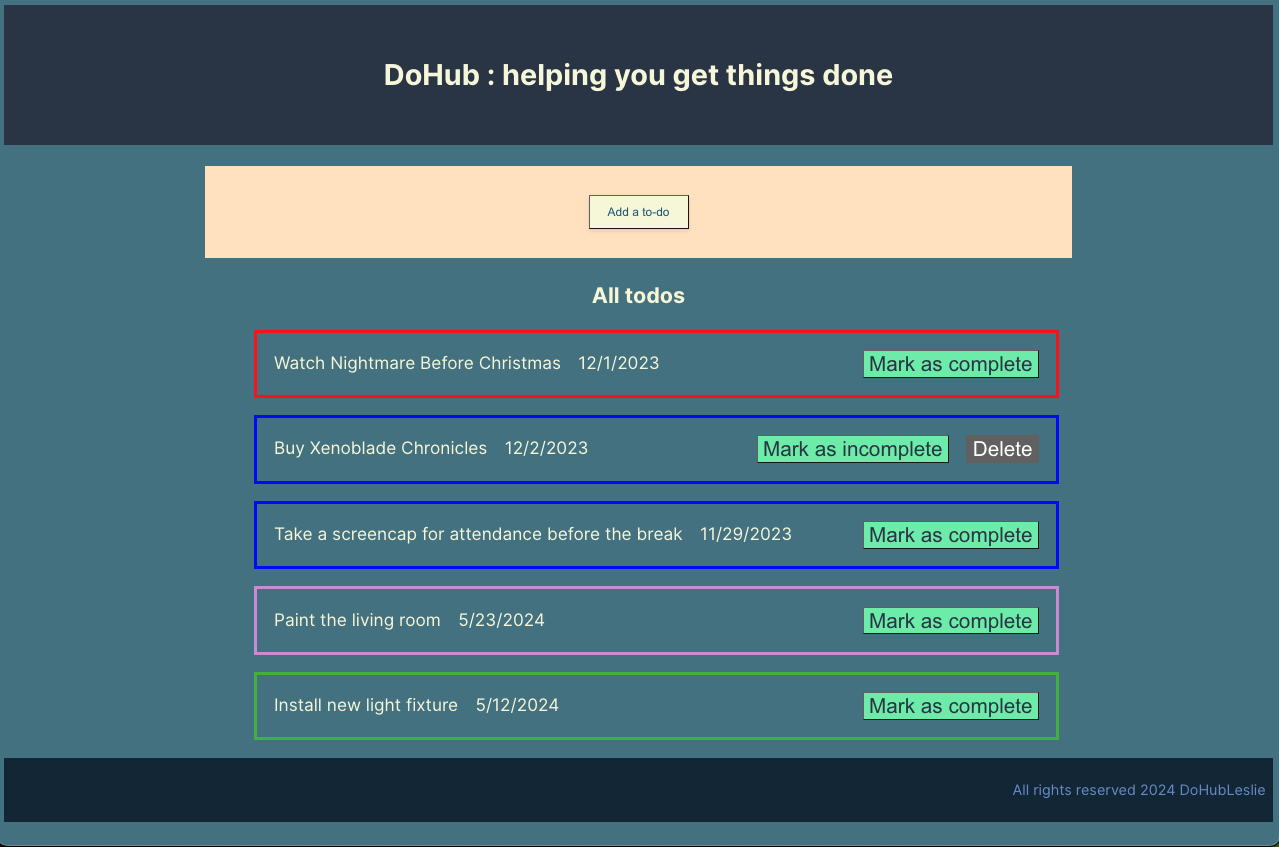 DoHub : helping you get things done
Add a to-do
All todos
Watch Nightmare Before Christmas 12/1/2023 Mark as complete
Buy Xenoblade Chronicles 12/2/2023 Mark as incomplete Delete
Take a screencap for attendance before the break 11/29/2023 Mark as complete
Paint the living room 5/23/2024 Mark as complete
Install new light fixture 5/12/2024 Mark as complete
All rights reserved 2024 DoHubLeslie